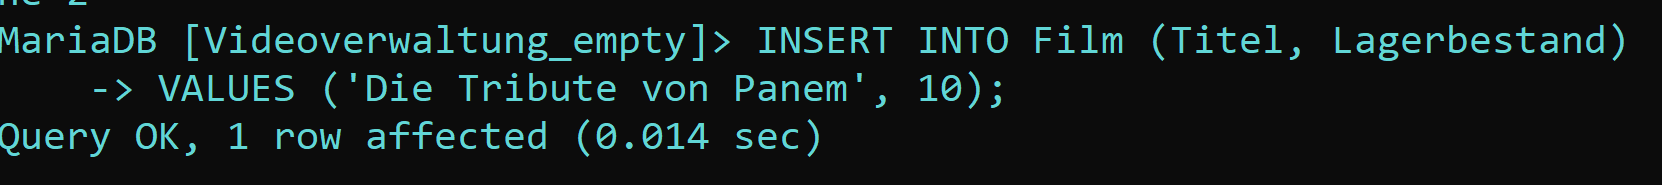 MariaDB [Videoverwaltung_empty]> INSERT INTO Film (Titel, Lagerbestand)
    -> VALUES ('Die Tribute von Panem', 10);
Query OK, 1 row affected (0.014 sec)